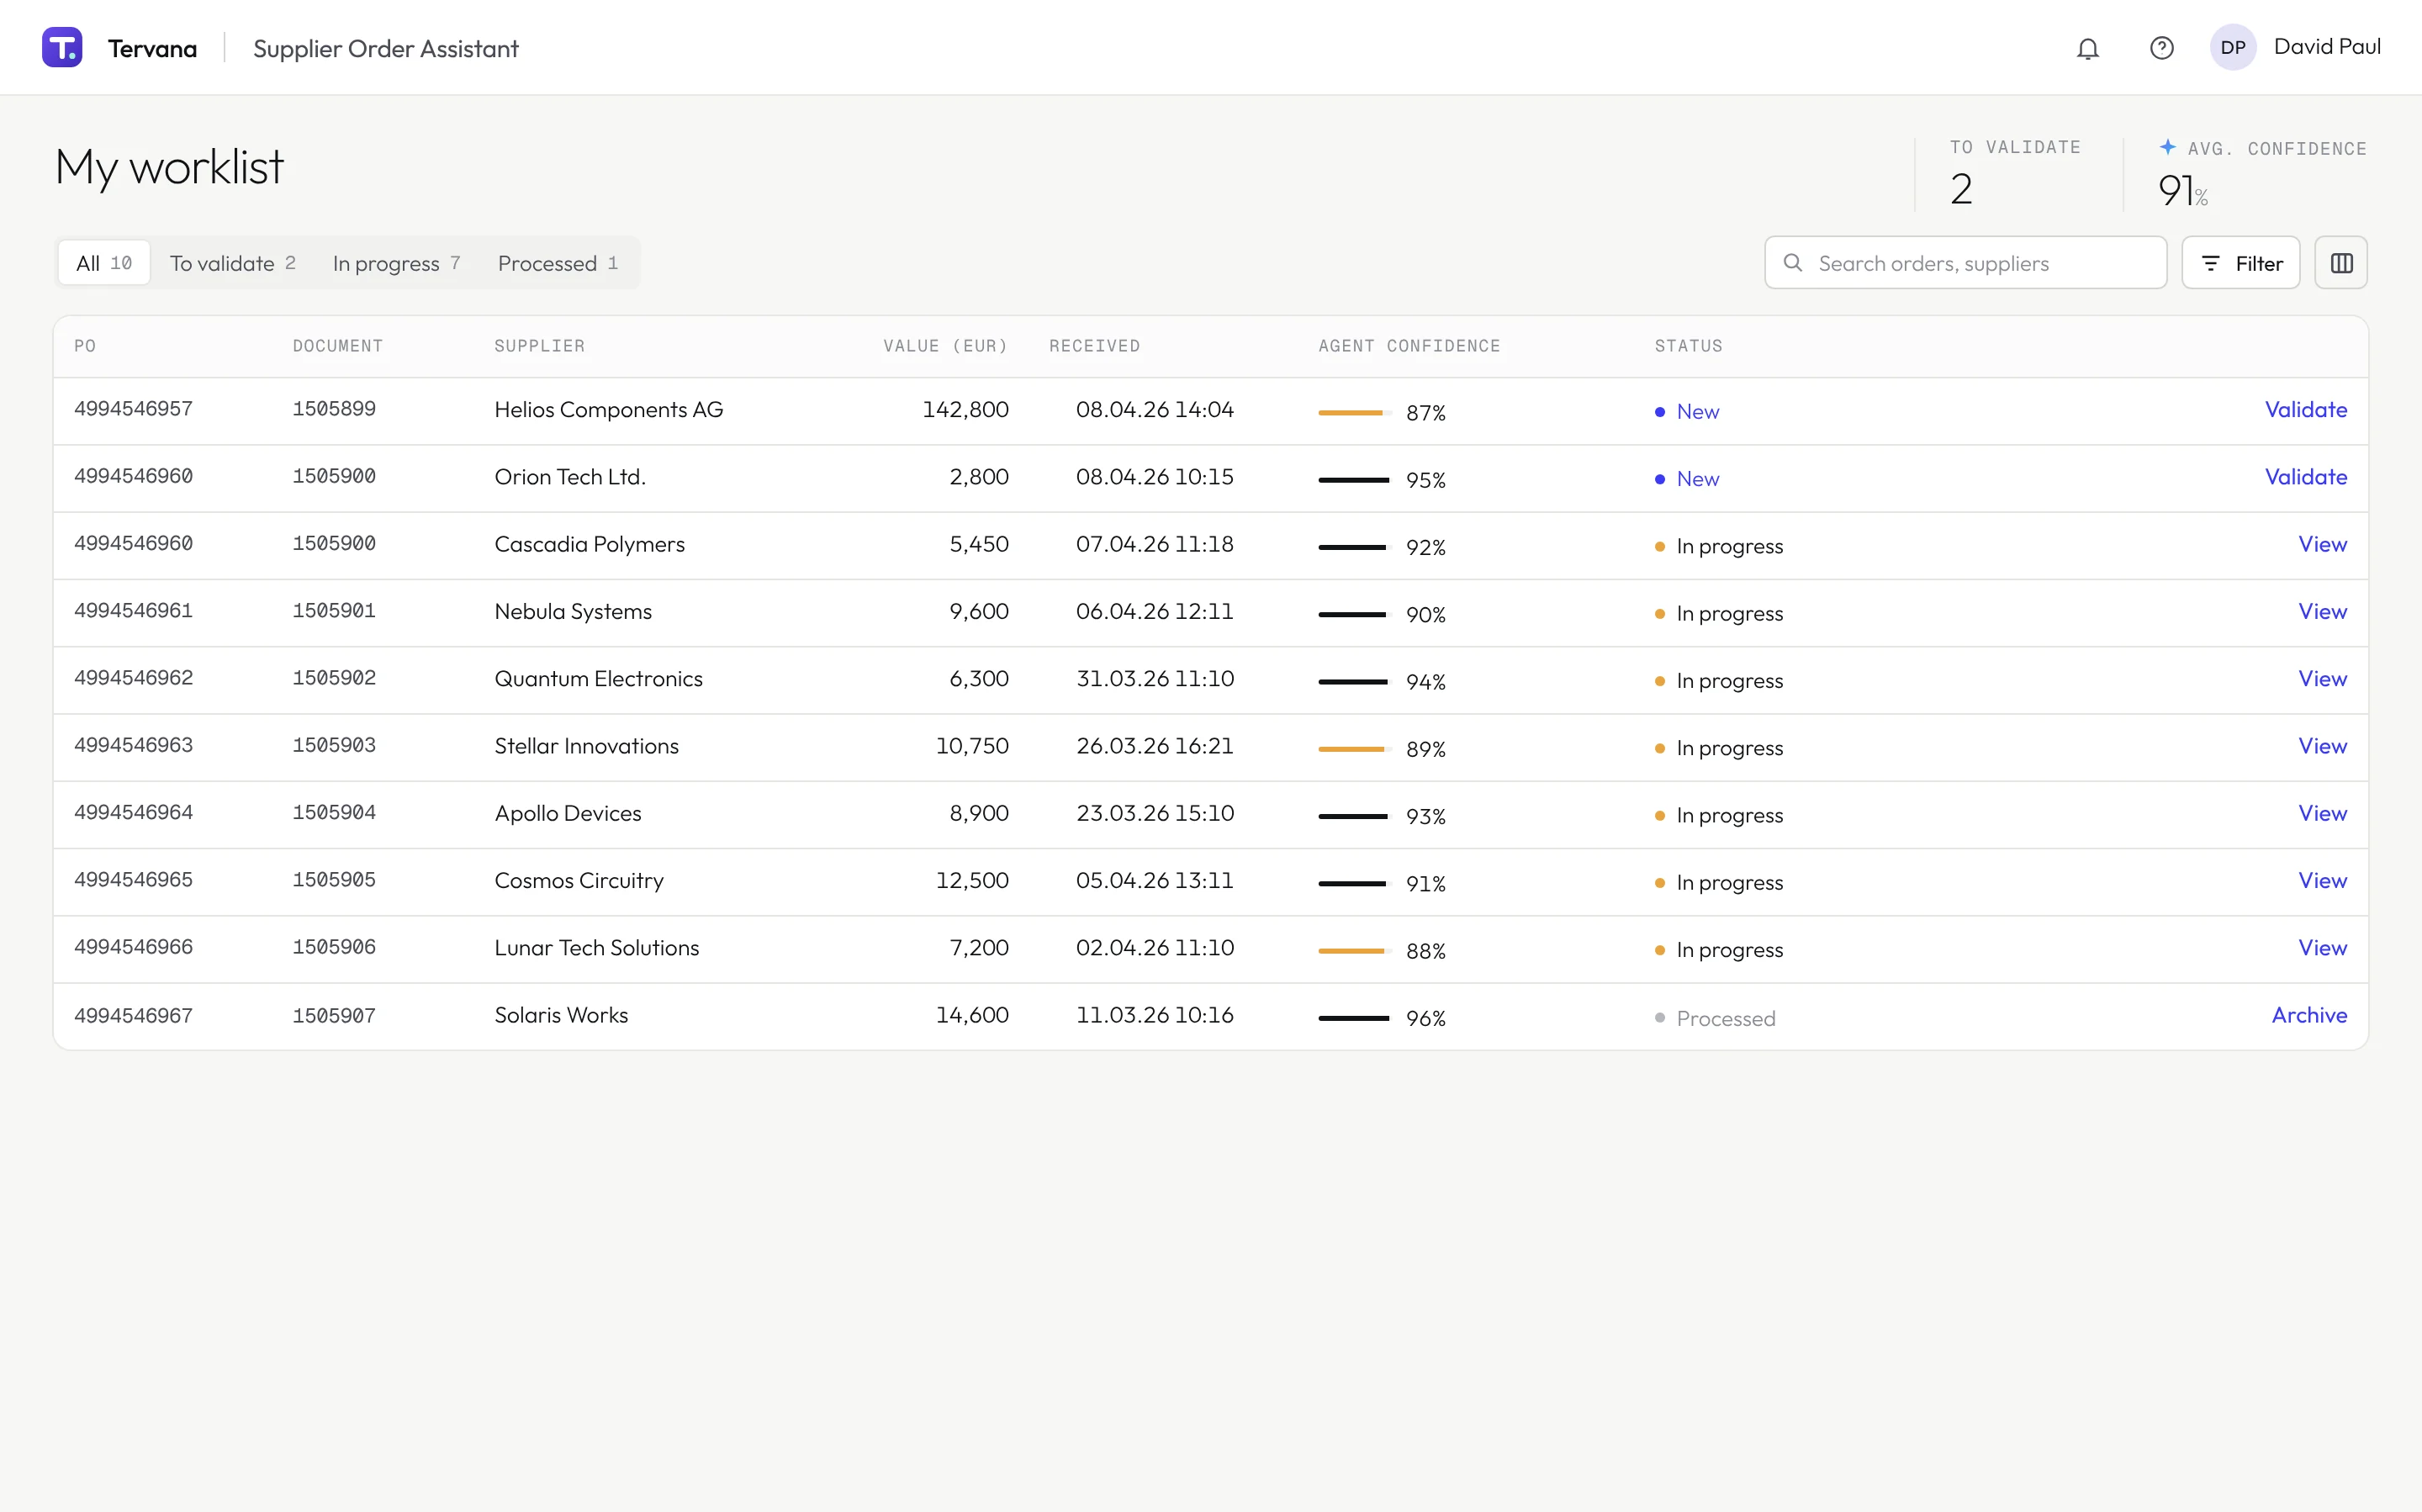 T. Tervana Supplier Order Assistant DP David Paul
My worklist
TO VALIDATE AVG. CONFIDENCE
2 91%
All 10 To validate 2 In progress 7 Processed 1 Search orders, suppliers Filter
PO DOCUMENT SUPPLIER VALUE (EUR) RECEIVED AGENT CONFIDENCE STATUS
4994546957 1505899 Helios Components AG 142,800 08.04.26 14:04 87% New Validate
4994546960 1505900 Orion Tech Ltd. 2,800 08.04.26 10:15 95% New Validate
4994546960 1505900 Cascadia Polymers 5,450 07.04.26 11:18 92% In progress View
4994546961 1505901 Nebula Systems 9,600 06.04.26 12:11 90% In progress View
4994546962 1505902 Quantum Electronics 6,300 31.03.26 11:10 94% In progress View
4994546963 1505903 Stellar Innovations 10,750 26.03.26 16:21 89% In progress View
4994546964 1505904 Apollo Devices 8,900 23.03.26 15:10 93% In progress View
4994546965 1505905 Cosmos Circuitry 12,500 05.04.26 13:11 91% In progress View
4994546966 1505906 Lunar Tech Solutions 7,200 02.04.26 11:10 88% In progress View
4994546967 1505907 Solaris Works 14,600 11.03.26 10:16 96% Processed Archive